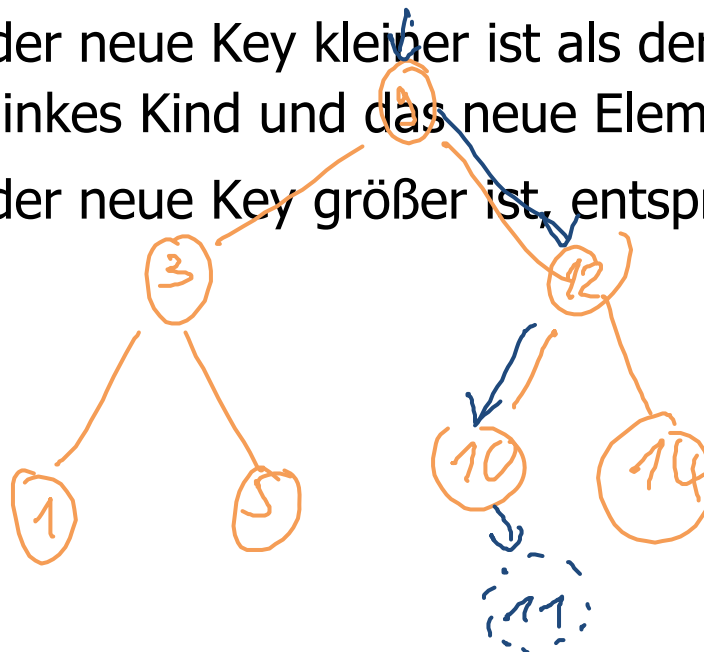 der neue Key kleiner ist als der
inkes Kind und das neue Elem
der neue Key größer ist, entspr
9
3
12
1
5
10
14
11